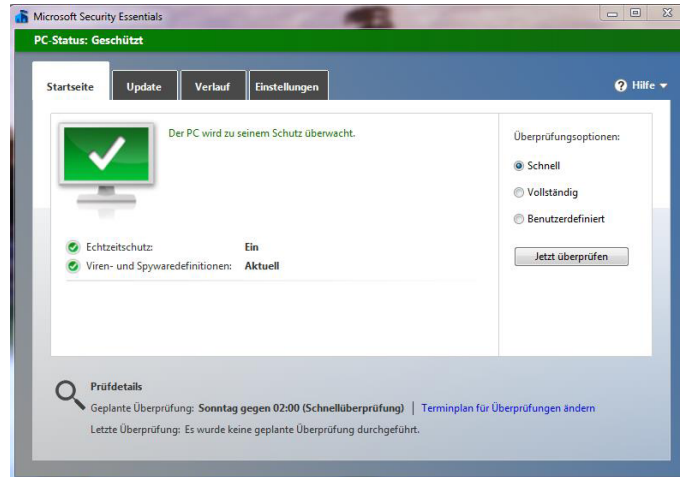 Microsoft Security Essentials
PC-Status: Geschützt
Startseite Update Verlauf Einstellungen Hilfe
Der PC wird zu seinem Schutz überwacht.
Überprüfungsoptionen:
Schnell
Vollständig
Benutzerdefiniert
Jetzt überprüfen
Echtzeitschutz: Ein
Viren- und Spywaredefinitionen: Aktuell
Prüfdetails
Geplante Überprüfung: Sonntag gegen 02:00 (Schnellüberprüfung) | Terminplan für Überprüfungen ändern
Letzte Überprüfung: Es wurde keine geplante Überprüfung durchgeführt.